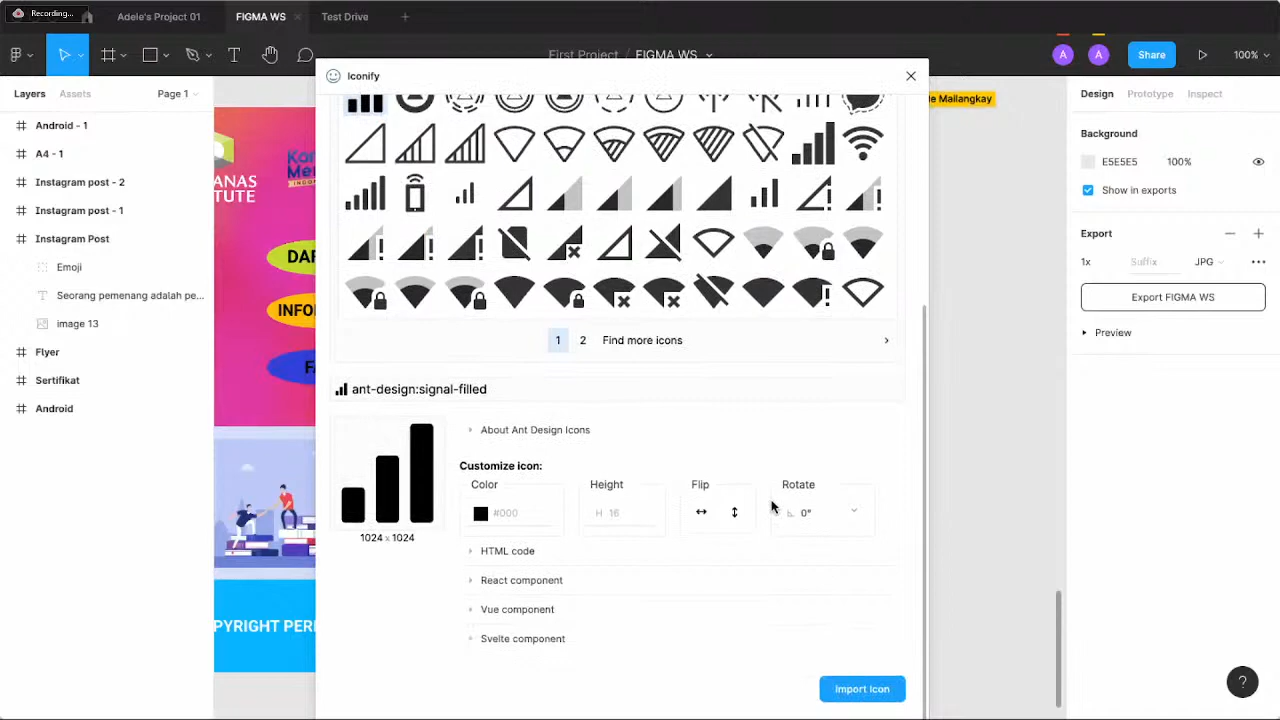 Recording...
Adele's Project 01
FIGMA WS
Test Drive
First Project / FIGMA WS
A
A
Share
100%
Iconify
Layers
Assets
Page 1
Android - 1
A4 - 1
Instagram post - 2
Instagram post - 1
Instagram Post
Emoji
Seorang pemenang adalah pe...
image 13
Flyer
Sertifikat
Android
Mailangkay
Design
Prototype
Inspect
Background
E5E5E5
100%
Show in exports
Export
1x
Suffix
JPG
Export FIGMA WS
Preview
1
2
Find more icons
ant-design:signal-filled
1024 x 1024
About Ant Design Icons
Customize icon:
Color
Height
Flip
Rotate
#000
H 16
0°
HTML code
React component
Vue component
Svelte component
Import Icon
?